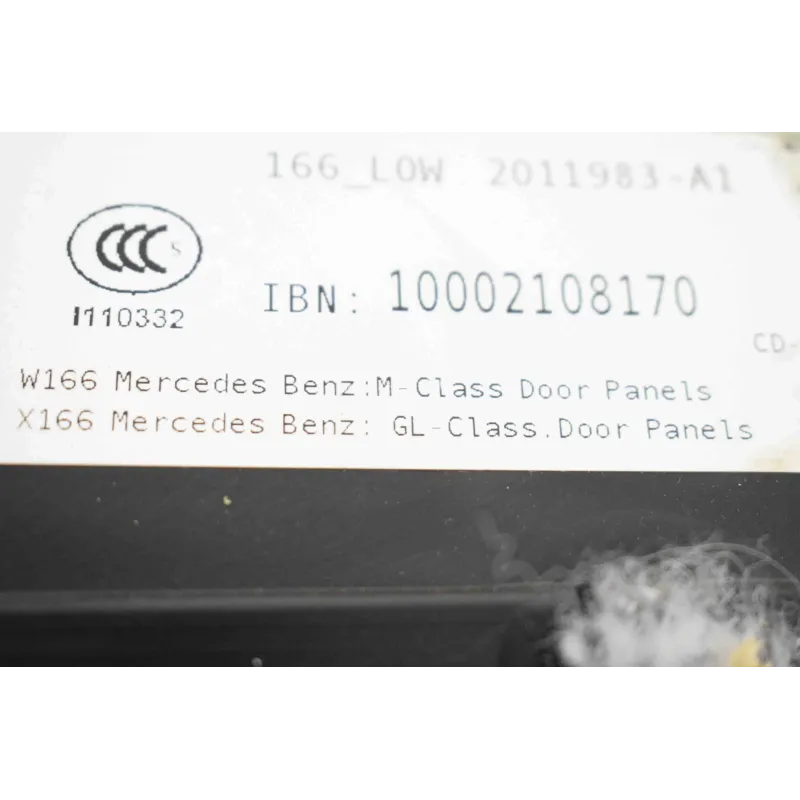 166_LOW 2011983-A1
CCC S
I110332
IBN: 10002108170
CD-
W166 Mercedes Benz:M-Class Door Panels
X166 Mercedes Benz: GL-Class.Door Panels